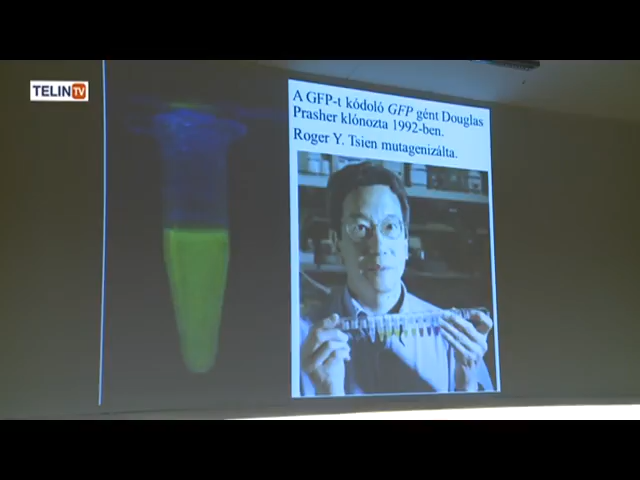 TELIN TV
A GFP-t kódoló GFP gént Douglas
Prasher klónozta 1992-ben.
Roger Y. Tsien mutagenizálta.